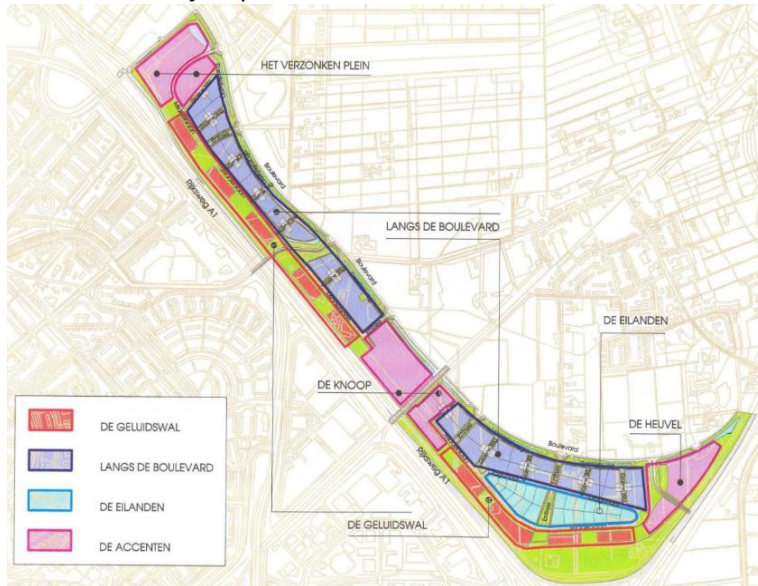 HET VERZONKEN PLEIN
Boulevard
Rijksweg A1
LANGS DE BOULEVARD
Boulevard
DE EILANDEN
DE KNOOP
DE HEUVEL
Boulevard
Rijksweg A1
DE GELUIDSWAL
DE GELUIDSWAL
LANGS DE BOULEVARD
DE EILANDEN
DE ACCENTEN